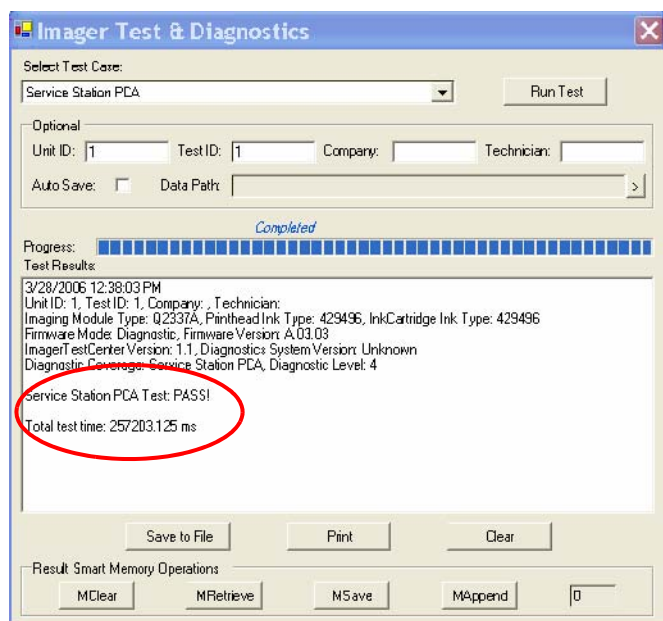 Imager Test & Diagnostics
Select Test Case:
Service Station PCA
Run Test
Optional
Unit ID: 1 Test ID: 1 Company: Technician:
Auto Save: Data Path: >
Completed
Progress:
Test Results:
3/28/2006 12:38:03 PM
Unit ID: 1, Test ID: 1, Company: , Technician:
Imaging Module Type: Q2337A, Printhead Ink Type: 429496, InkCartridge Ink Type: 429496
Firmware Mode: Diagnostic, Firmware Version: A.03.03
ImagerTestCenter Version: 1.1, Diagnostics System Version: Unknown
Diagnostic Coverage: Service Station PCA, Diagnostic Level: 4
Service Station PCA Test: PASS!
Total test time: 257203.125 ms
Save to File Print Clear
Result Smart Memory Operations
MClear MRetrieve MSave MAppend 0